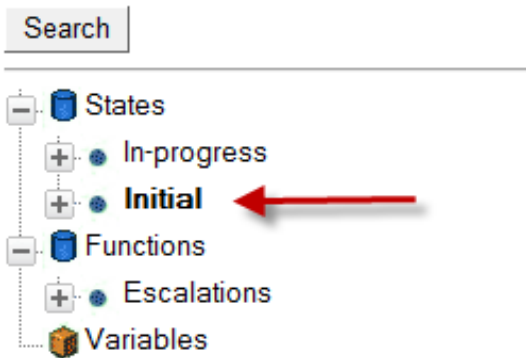 Search
States
In-progress
Initial
Functions
Escalations
Variables